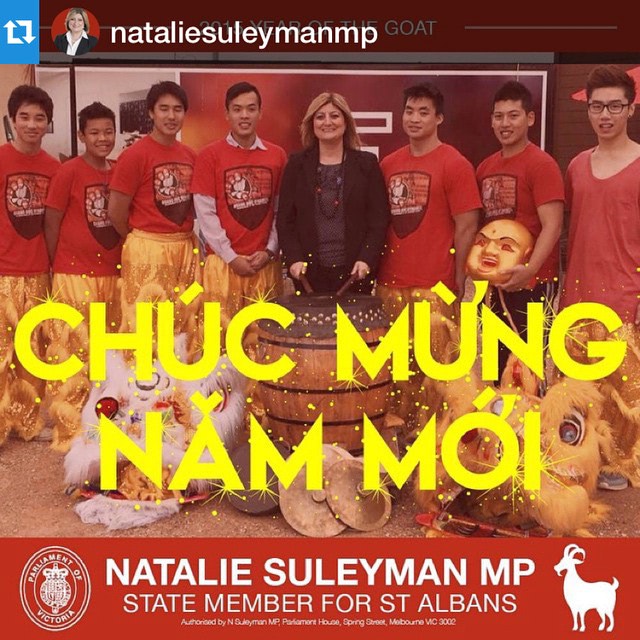 2015 YEAR OF THE GOAT
nataliesuleymanmp
CHÚC MỪNG
NĂM MỚI
PARLIAMENT OF VICTORIA
NATALIE SULEYMAN MP
STATE MEMBER FOR ST ALBANS
Authorised by N Suleyman MP, Parliament House, Spring Street, Melbourne VIC 3002